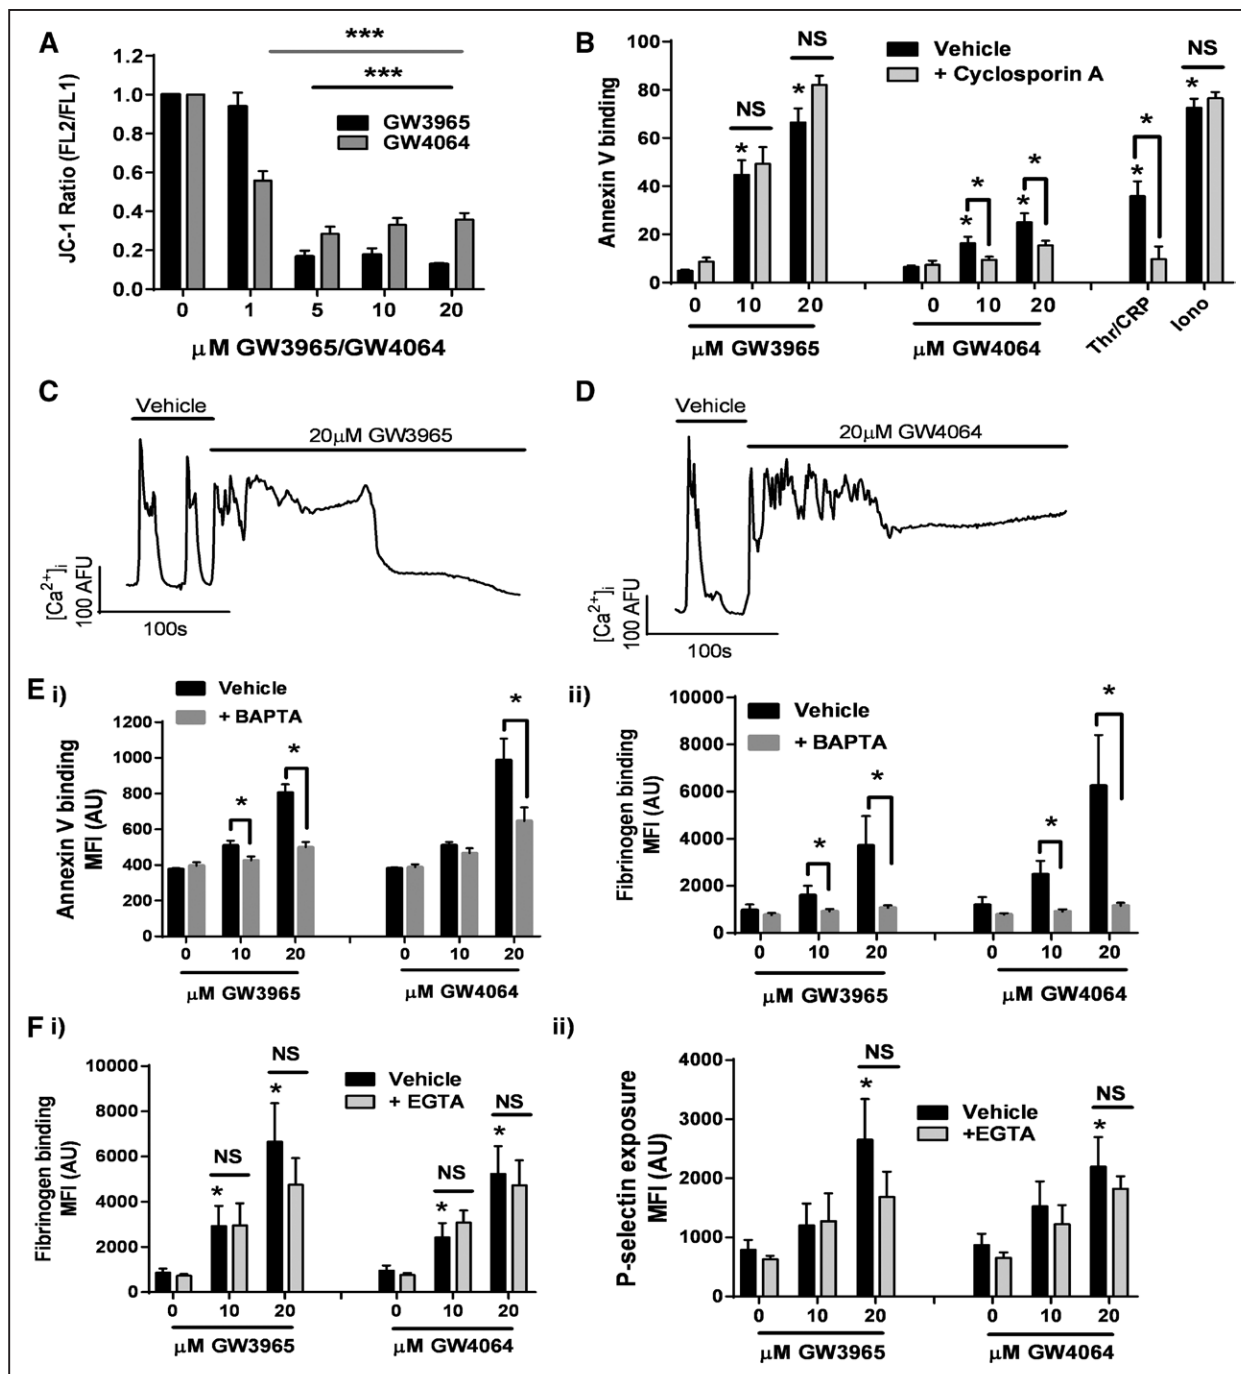 A
***
***
1.2
1.0
0.8
0.6
0.4
0.2
0.0
JC-1 Ratio (FL2/FL1)
GW3965
GW4064
0 1 5 10 20
µM GW3965/GW4064
B
NS
NS
NS
Vehicle
+ Cyclosporin A
100
80
60
40
20
0
Annexin V binding
* * * * * * * * *
0 10 20 0 10 20 Thr/CRP Iono
µM GW3965 µM GW4064
C
Vehicle
20µM GW3965
[Ca2+]i
100 AFU
100s
D
Vehicle
20µM GW4064
[Ca2+]i
100 AFU
100s
E i)
Vehicle
+ BAPTA
1200
1000
800
600
400
200
0
Annexin V binding
MFI (AU)
* * *
0 10 20 0 10 20
µM GW3965 µM GW4064
ii)
Vehicle
+ BAPTA
10000
8000
6000
4000
2000
0
Fibrinogen binding
MFI (AU)
* * * *
0 10 20 0 10 20
µM GW3965 µM GW4064
F i)
NS
NS
NS
NS
Vehicle
+ EGTA
10000
8000
6000
4000
2000
0
Fibrinogen binding
MFI (AU)
* * * *
0 10 20 0 10 20
µM GW3965 µM GW4064
ii)
NS
NS
Vehicle
+EGTA
4000
3000
2000
1000
0
P-selectin exposure
MFI (AU)
* *
0 10 20 0 10 20
µM GW3965 µM GW4064